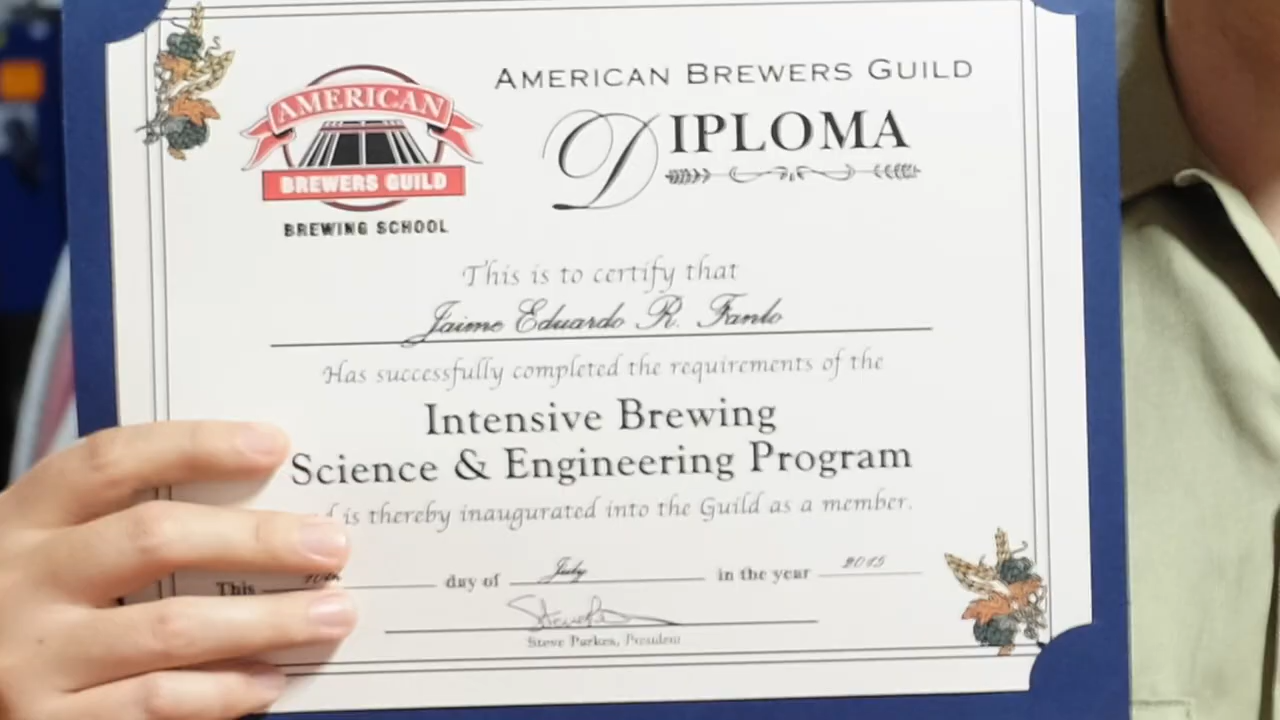 AMERICAN BREWERS GUILD
DIPLOMA
AMERICAN
BREWERS GUILD
BREWING SCHOOL
This is to certify that
Jaime Eduardo R. Fanlo
Has successfully completed the requirements of the
Intensive Brewing
Science & Engineering Program
is thereby inaugurated into the Guild as a member.
This 10th day of July in the year 2015
Steve Parkes, President